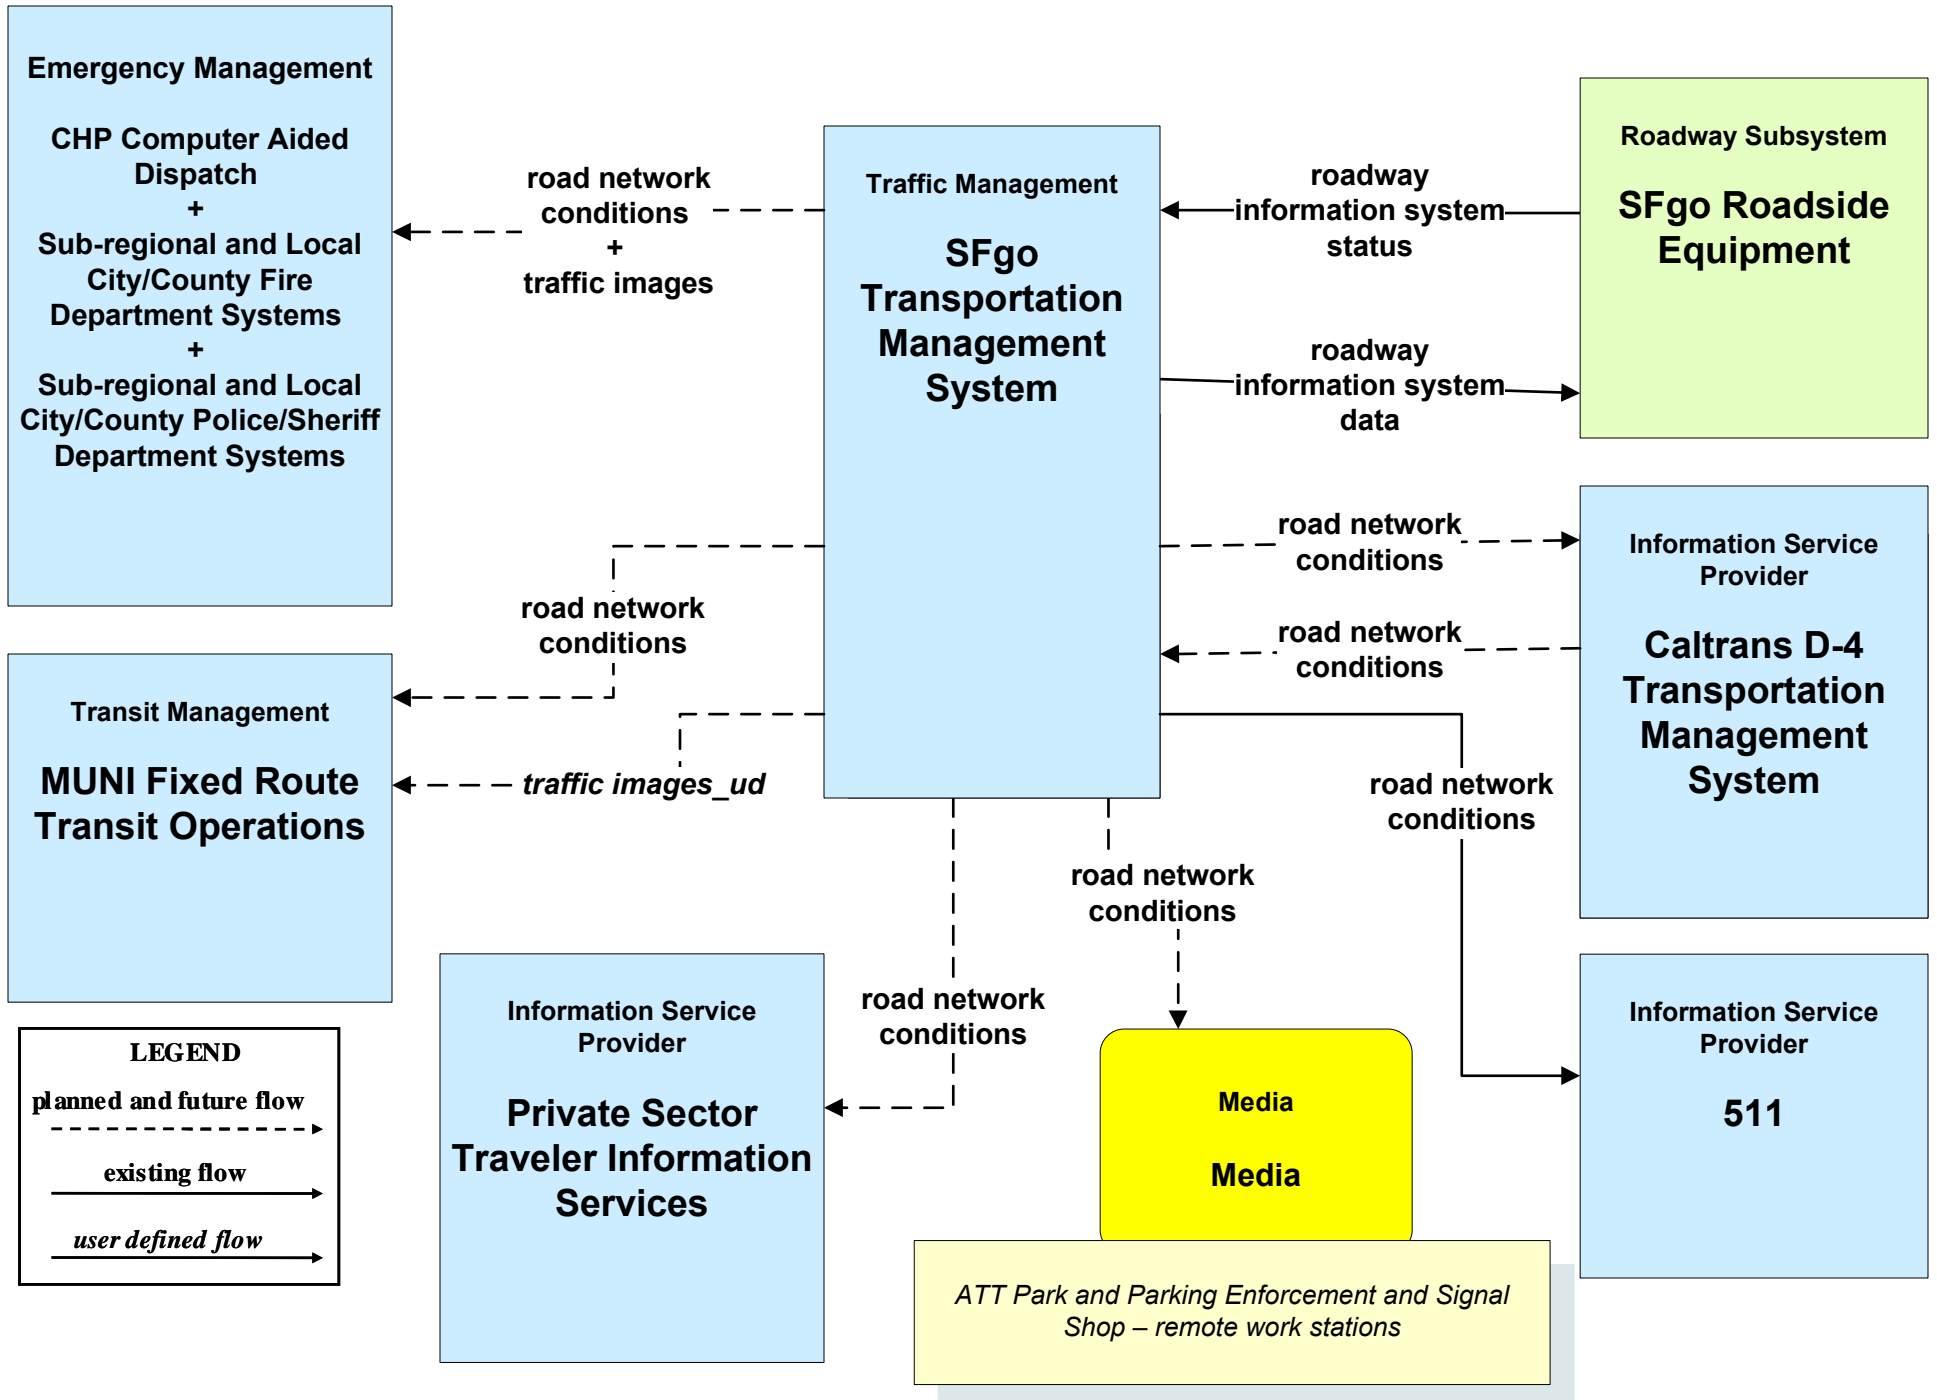 Emergency Management
CHP Computer Aided
Dispatch
+
Sub-regional and Local
City/County Fire
Department Systems
+
Sub-regional and Local
City/County Police/Sheriff
Department Systems
road network
conditions
+
traffic images
Traffic Management
SFgo
Transportation
Management
System
roadway
information system
status
roadway
information system
data
Roadway Subsystem
SFgo Roadside
Equipment
road network
conditions
road network
conditions
Information Service
Provider
Caltrans D-4
Transportation
Management
System
road network
conditions
traffic images_ud
Transit Management
MUNI Fixed Route
Transit Operations
road network
conditions
road network
conditions
road network
conditions
Information Service
Provider
Private Sector
Traveler Information
Services
Media
Media
Information Service
Provider
511
LEGEND
planned and future flow
existing flow
user defined flow
ATT Park and Parking Enforcement and Signal
Shop – remote work stations